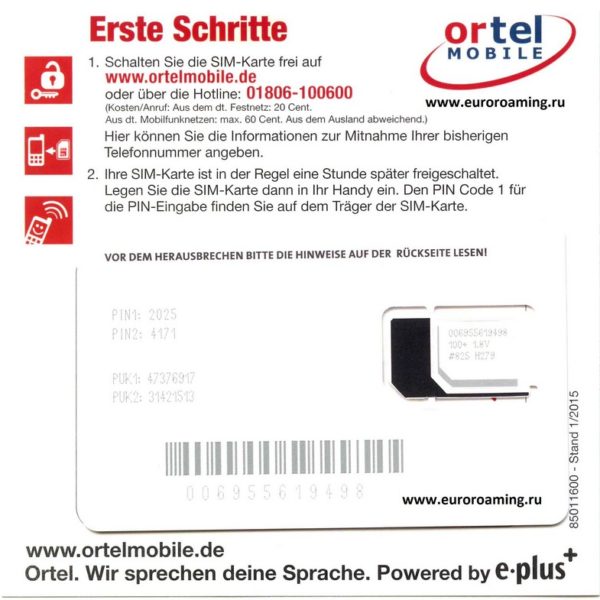 Erste Schritte
ortel
MOBILE
www.euroroaming.ru
1. Schalten Sie die SIM-Karte frei auf
www.ortelmobile.de
oder über die Hotline: 01806-100600
(Kosten/Anruf: Aus dem dt. Festnetz: 20 Cent.
Aus dt. Mobilfunknetzen: max. 60 Cent. Aus dem Ausland abweichend.)
Hier können Sie die Informationen zur Mitnahme Ihrer bisherigen
Telefonnummer angeben.
2. Ihre SIM-Karte ist in der Regel eine Stunde später freigeschaltet.
Legen Sie die SIM-Karte dann in Ihr Handy ein. Den PIN Code 1 für
die PIN-Eingabe finden Sie auf dem Träger der SIM-Karte.
VOR DEM HERAUSBRECHEN BITTE DIE HINWEISE AUF DER RÜCKSEITE LESEN!
PIN1: 2025
PIN2: 4171
PUK1: 47376917
PUK2: 31421513
006955619498
100+ 1.8V
#825 H279
006955619498
www.euroroaming.ru
85011600 - Stand 1/2015
www.ortelmobile.de
Ortel. Wir sprechen deine Sprache. Powered by e·plus+